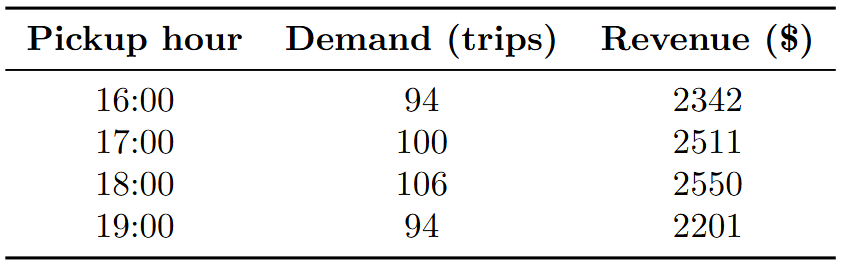 Pickup hour Demand (trips) Revenue ($)
16:00 94 2342
17:00 100 2511
18:00 106 2550
19:00 94 2201